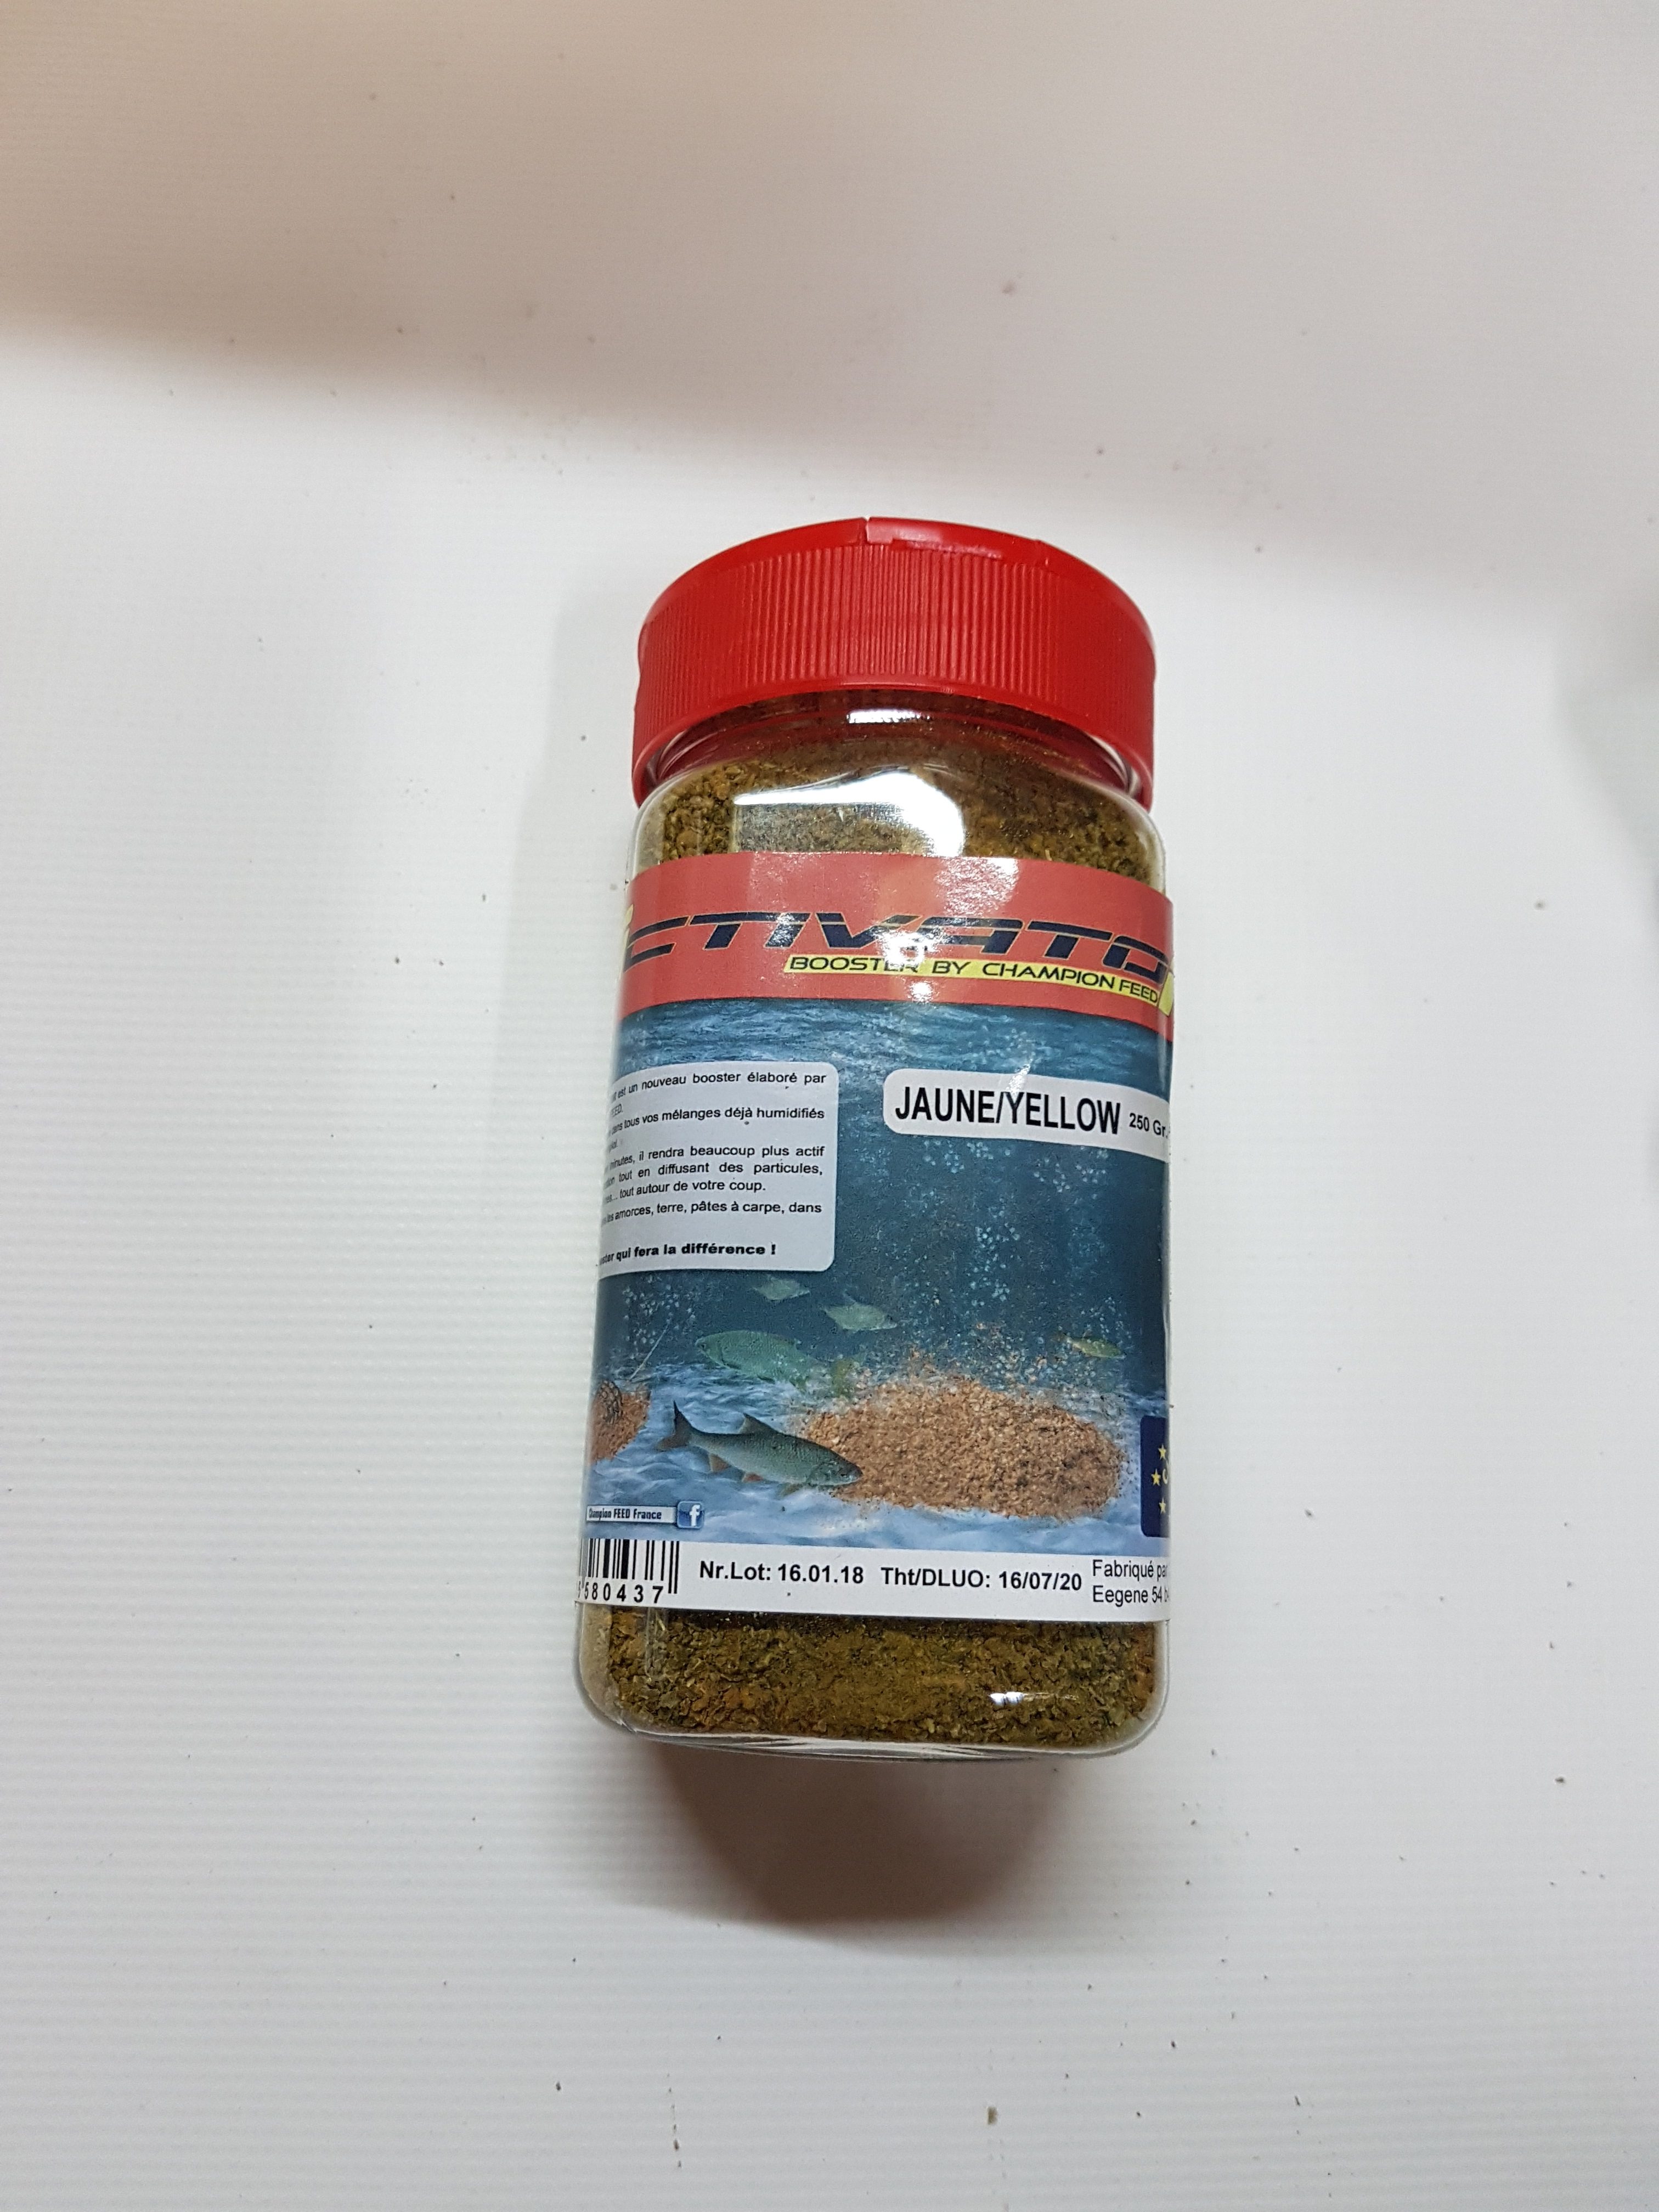 CTIVATO
BOOSTER BY CHAMPION FEED
est un nouveau booster élaboré par
tous vos mélanges déjà humidifiés
minutes, il rendra beaucoup plus actif
tout en diffusant des particules,
tout autour de votre coup.
amorces, terre, pâtes à carpe, dans
qui fera la différence !
JAUNE/YELLOW 250 Gr.
Champion FEED France
f
580437
Nr.Lot: 16.01.18 Tht/DLUO: 16/07/20
Fabriqué par
Eegene 54